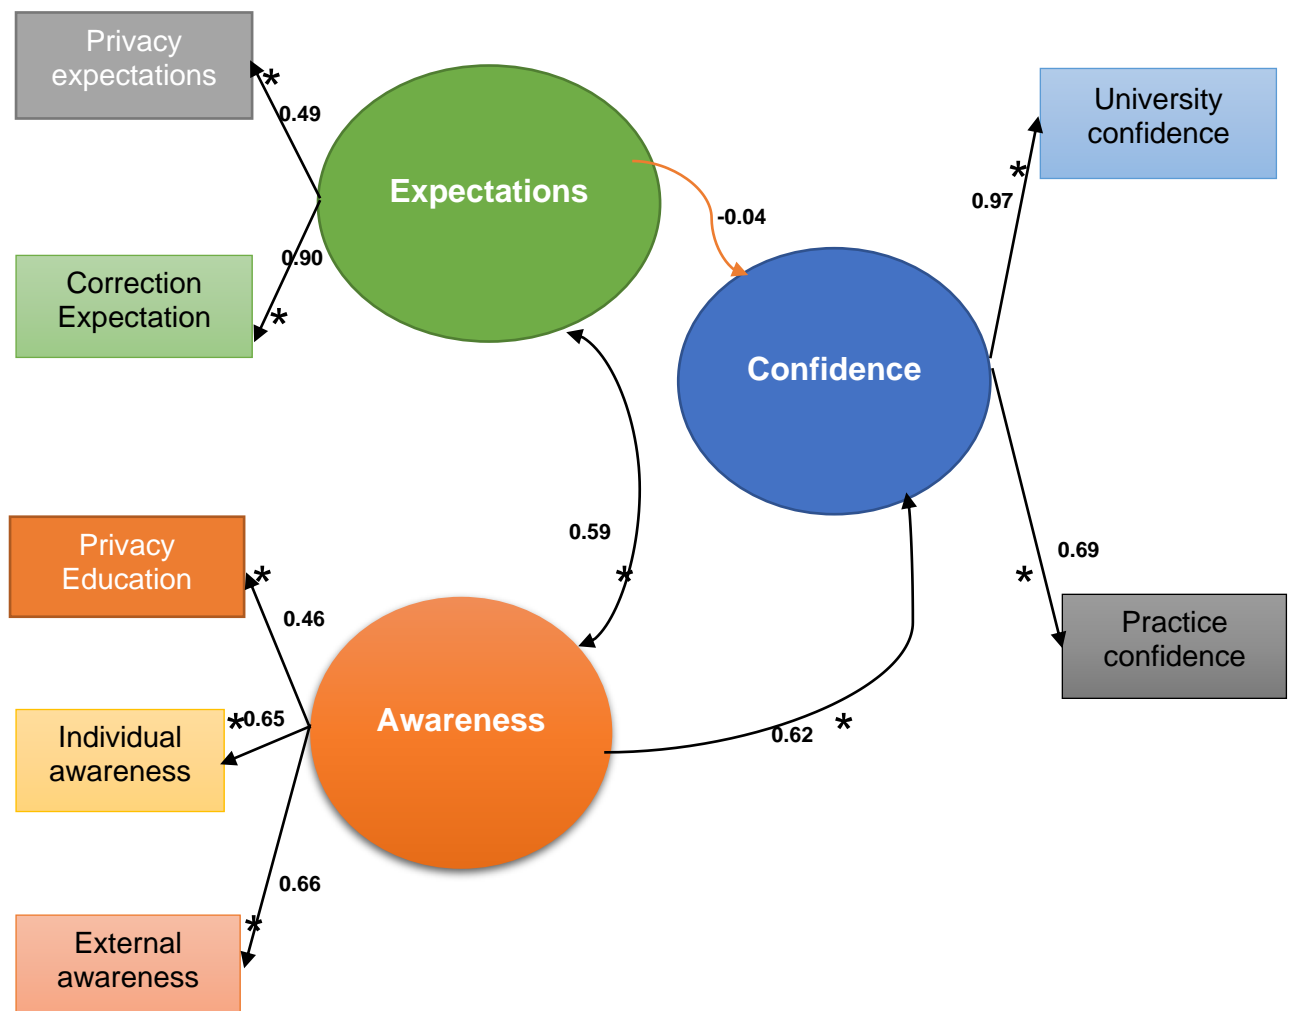 Privacy
expectations
*
0.49
Expectations
-0.04
University
confidence
*
0.97
Correction
Expectation
0.90
*
Confidence
0.59
*
0.69
*
Practice
confidence
Privacy
Education
*
0.46
Individual
awareness
*0.65
Awareness
0.62
*
0.66
External
awareness
*